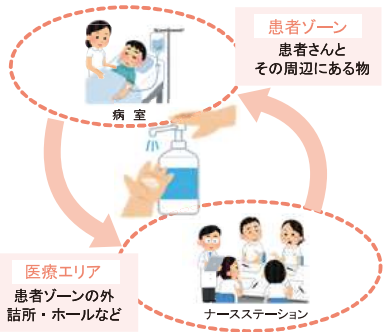 患者ゾーン
患者さんと
その周辺にある物
病室
医療エリア
患者ゾーンの外
詰所・ホールなど
ナースステーション